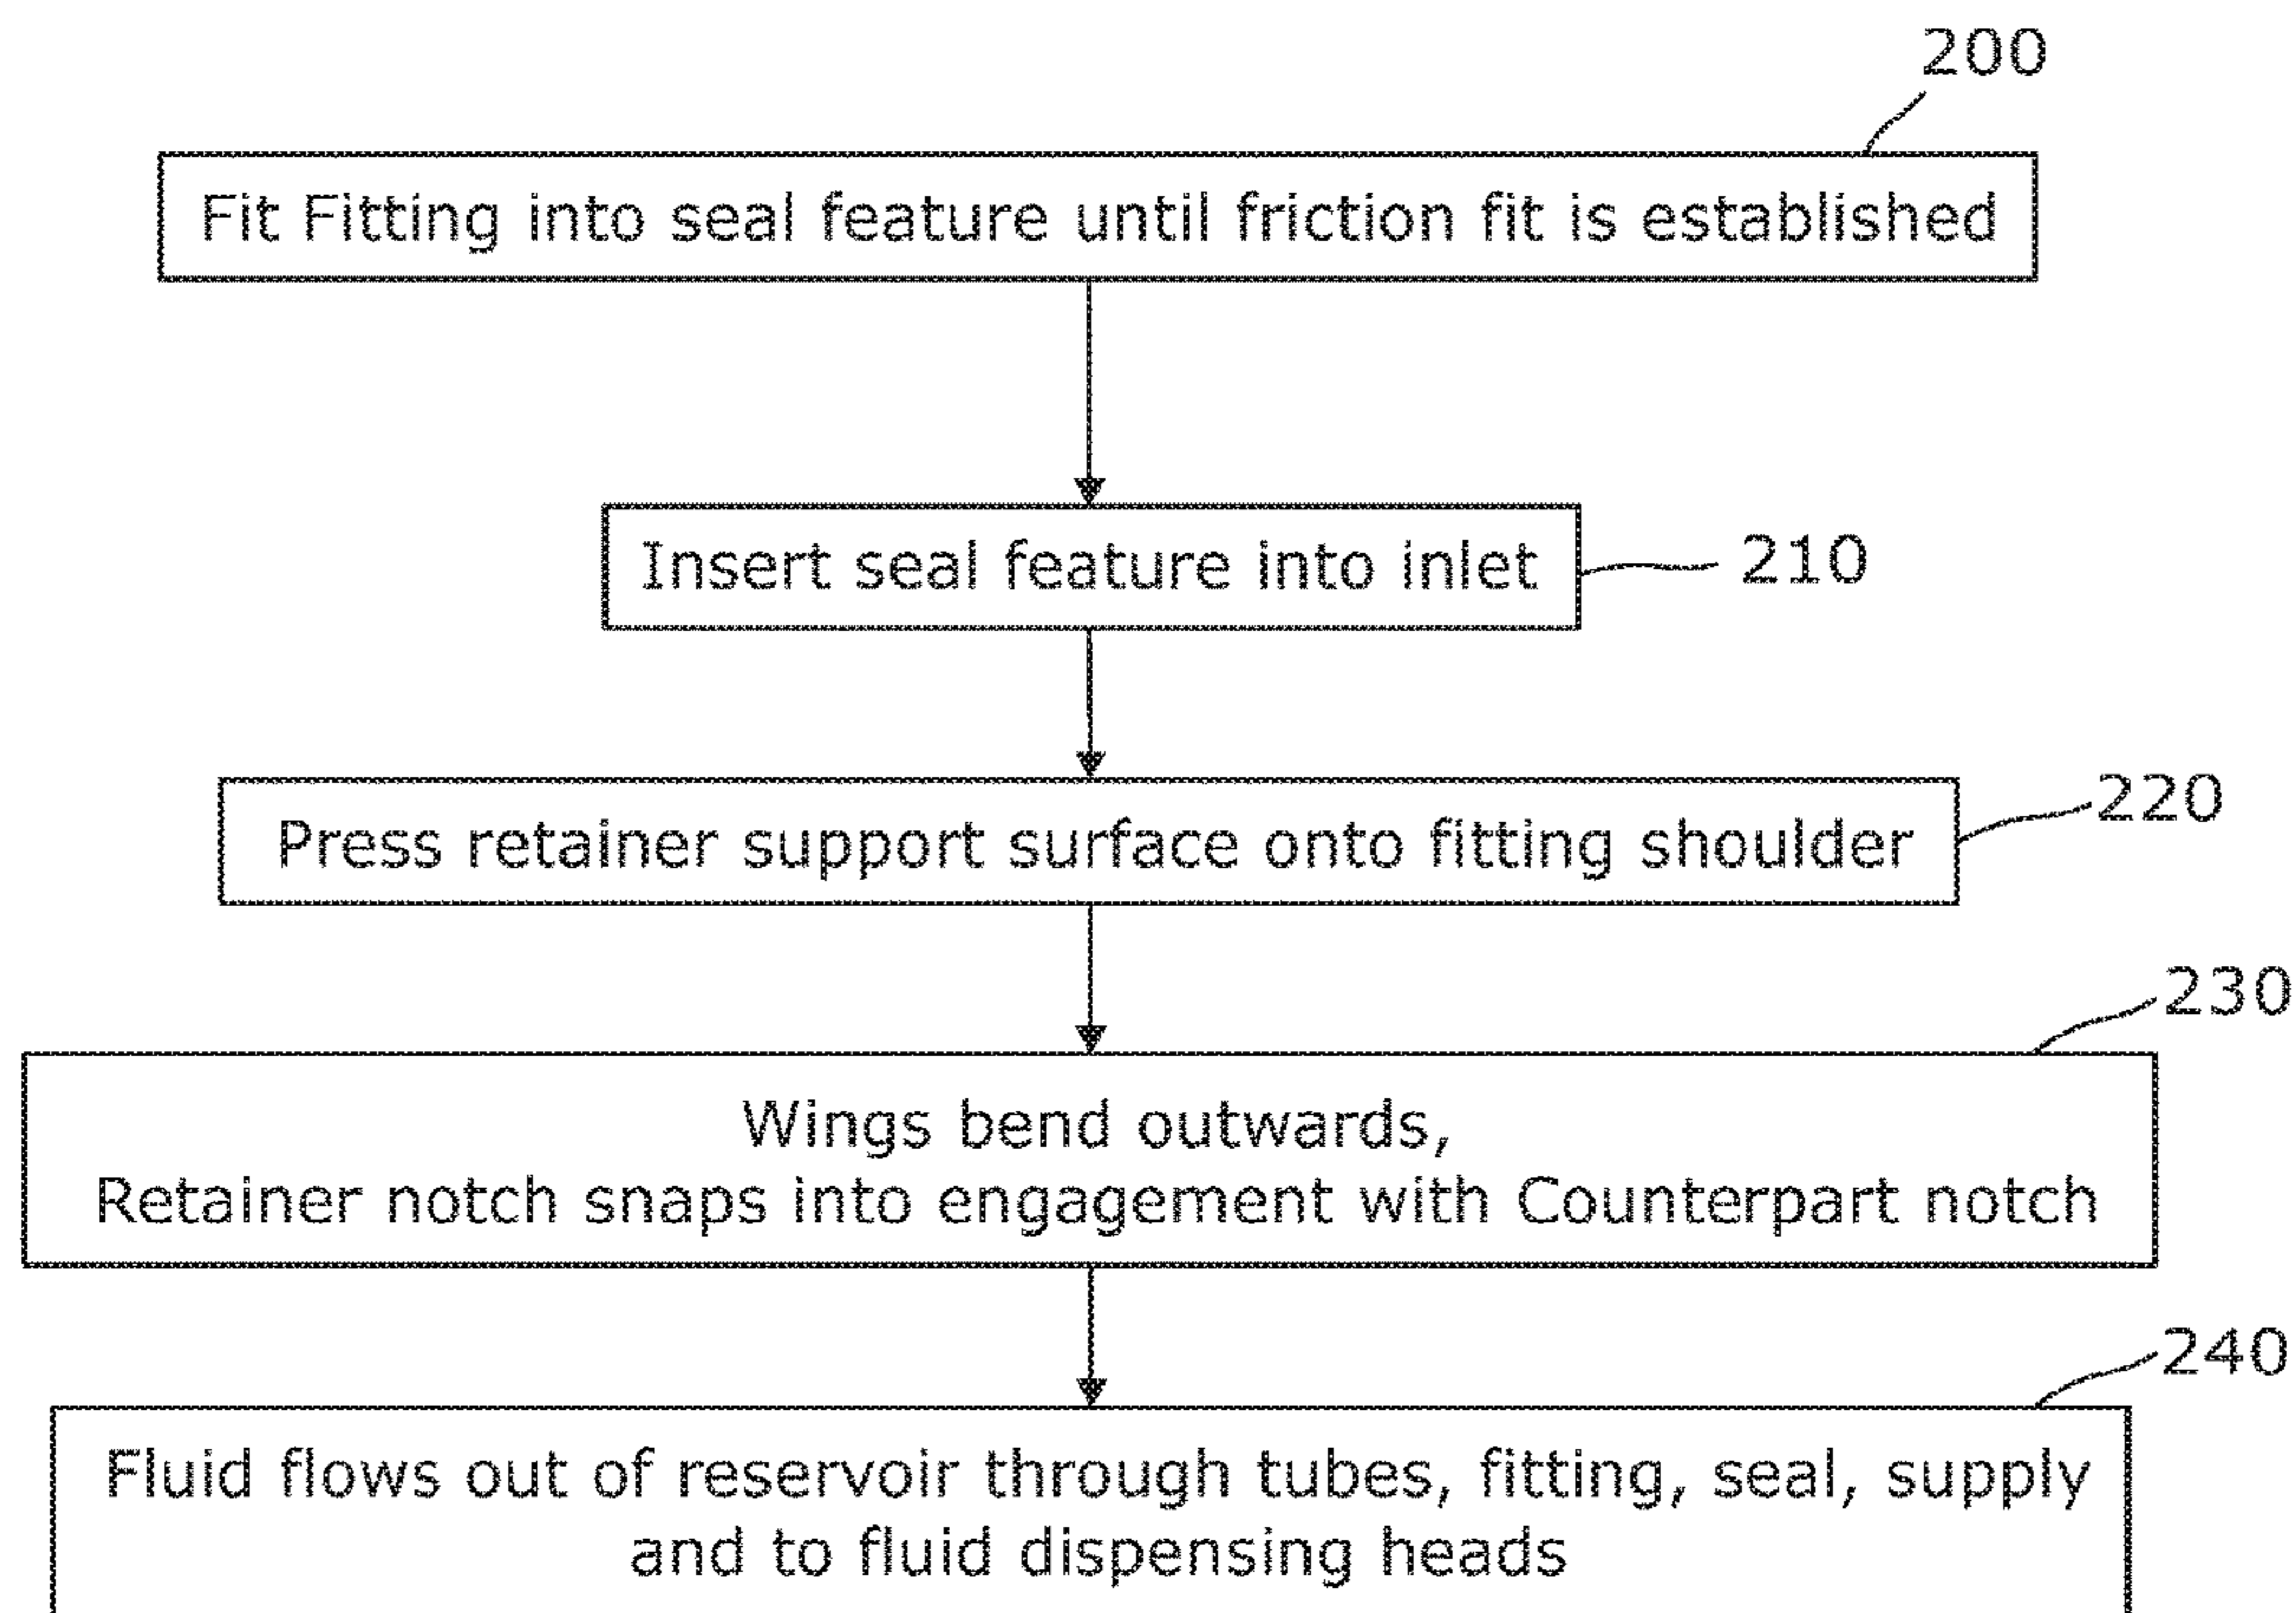 200
Fit Fitting into seal feature until friction fit is established
Insert seal feature into inlet
210
Press retainer support surface onto fitting shoulder
220
230
Wings bend outwards,
Retainer notch snaps into engagement with Counterpart notch
240
Fluid flows out of reservoir through tubes, fitting, seal, supply
and to fluid dispensing heads